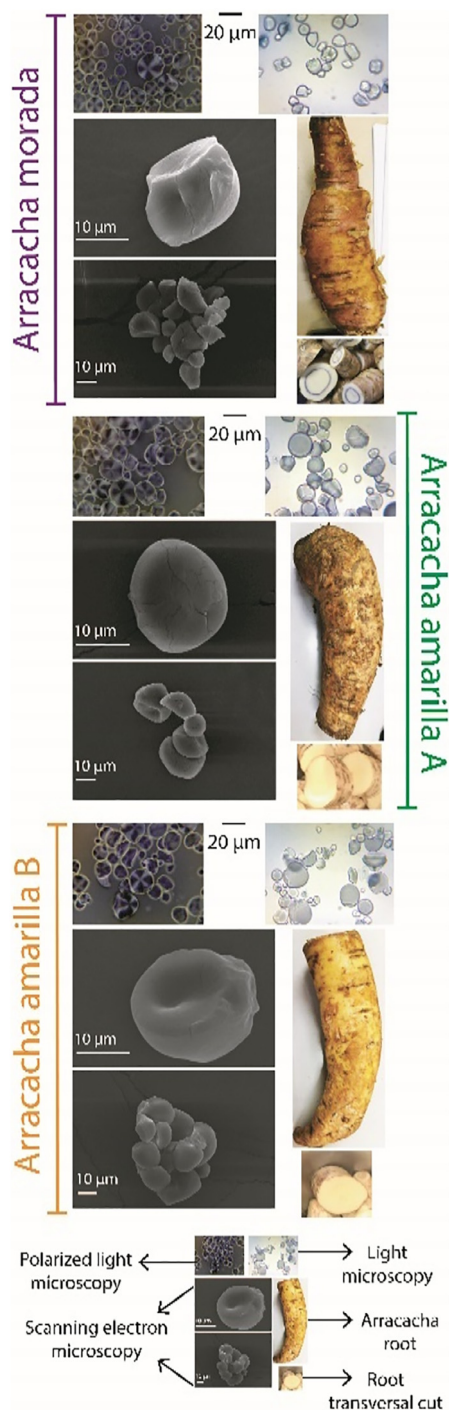 20 µm
Arracacha morada
10 µm
10 µm
20 µm
Arracacha amarilla A
10 µm
10 µm
20 µm
Arracacha amarilla B
10 µm
10 µm
Polarized light
microscopy
Light
microscopy
Scanning electron
microscopy
Arracacha
root
Root
transversal cut